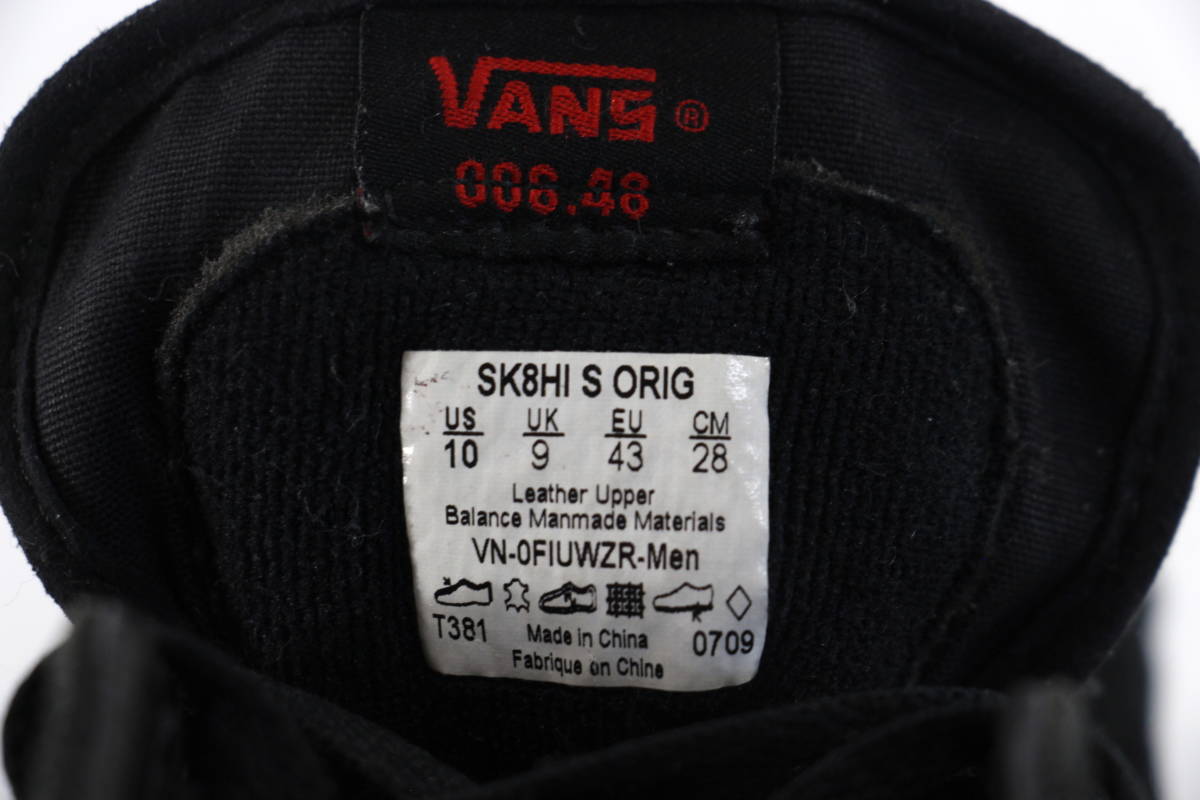 VANS®
006.48
SK8HI S ORIG
US UK EU CM
10 9 43 28
Leather Upper
Balance Manmade Materials
VN-0FIUWZR-Men
T381 Made in China 0709
Fabrique en Chine